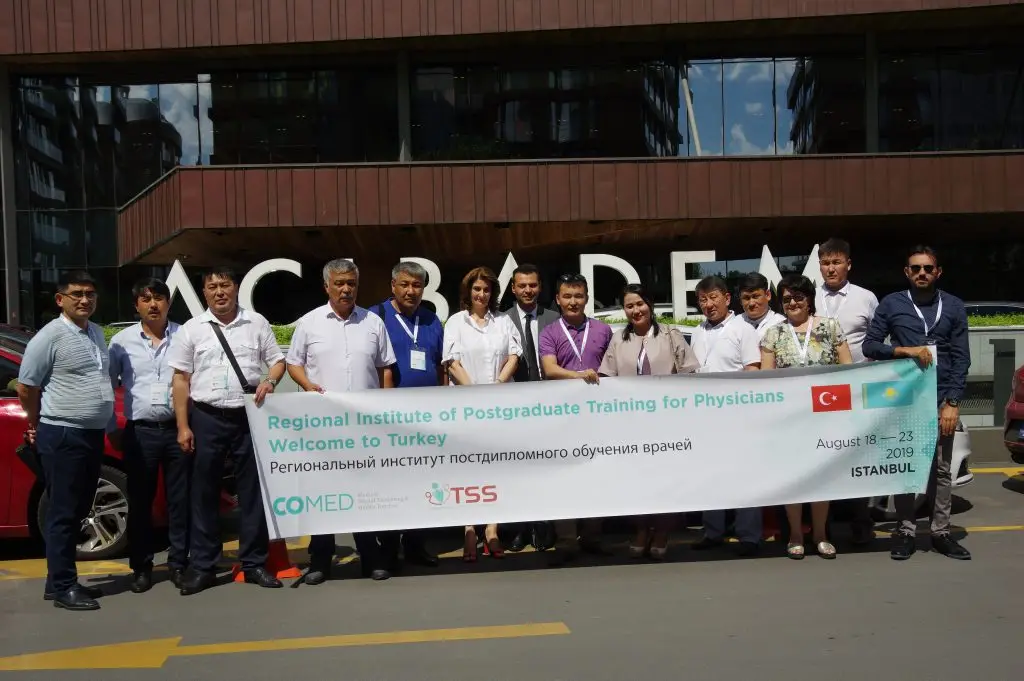 ACIBADEM
Regional Institute of Postgraduate Training for Physicians
Welcome to Turkey
Региональный институт постдипломного обучения врачей
August 18 — 23
2019
ISTANBUL
COMED
TSS